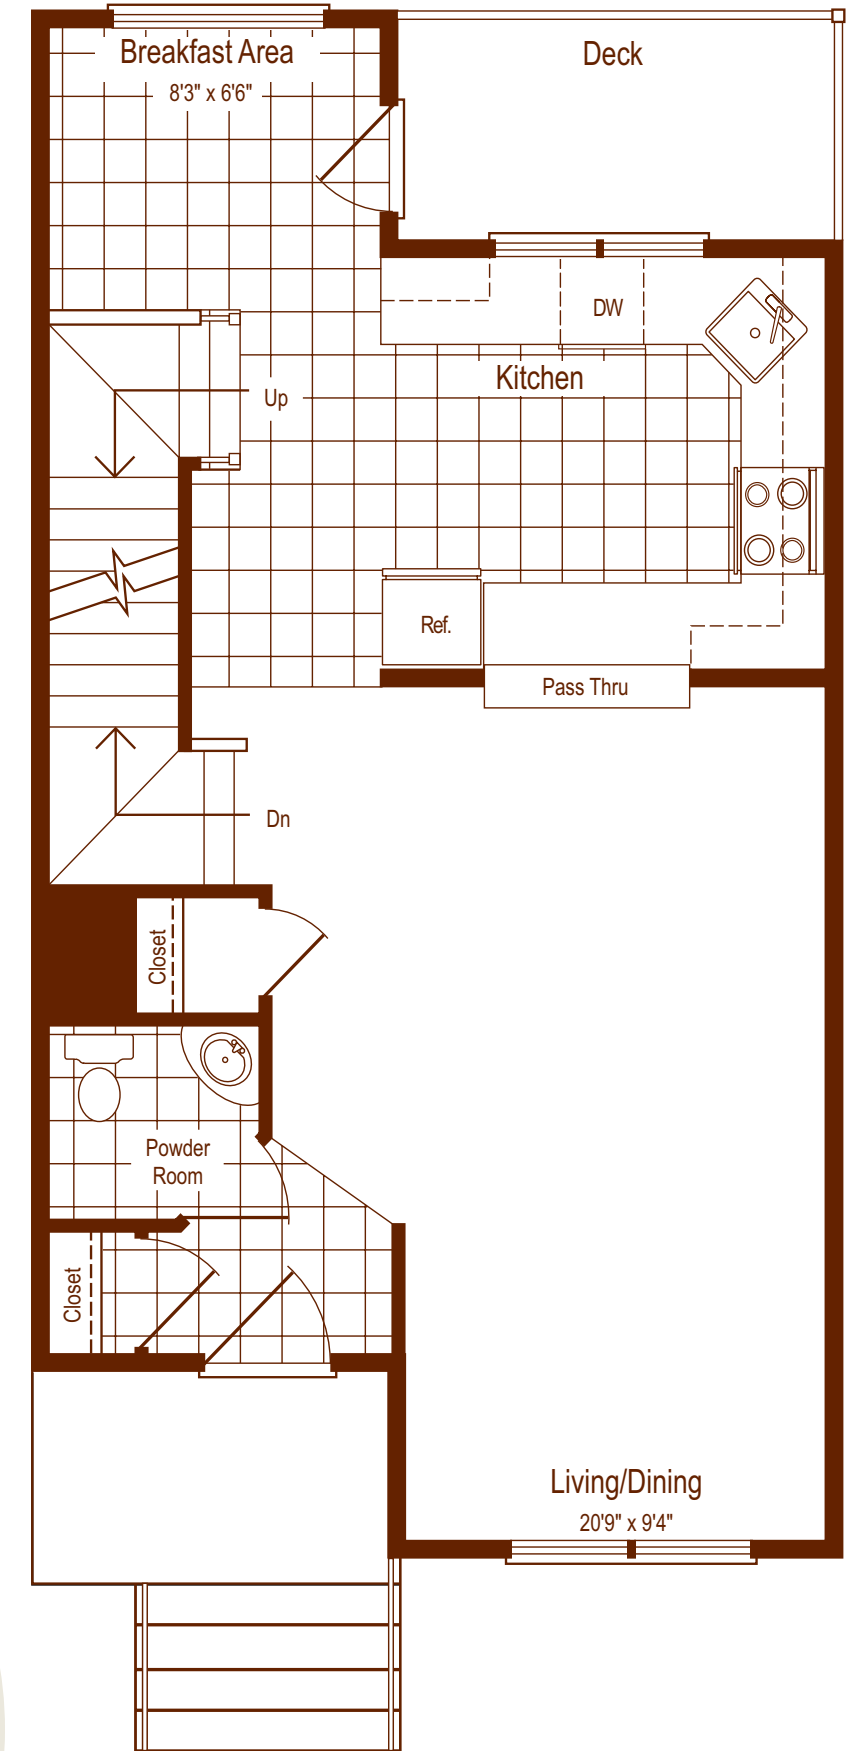 Breakfast Area
8'3" x 6'6"
Deck
DW
Kitchen
Up
Ref.
Pass Thru
Dn
Closet
Powder
Room
Closet
Living/Dining
20'9" x 9'4"